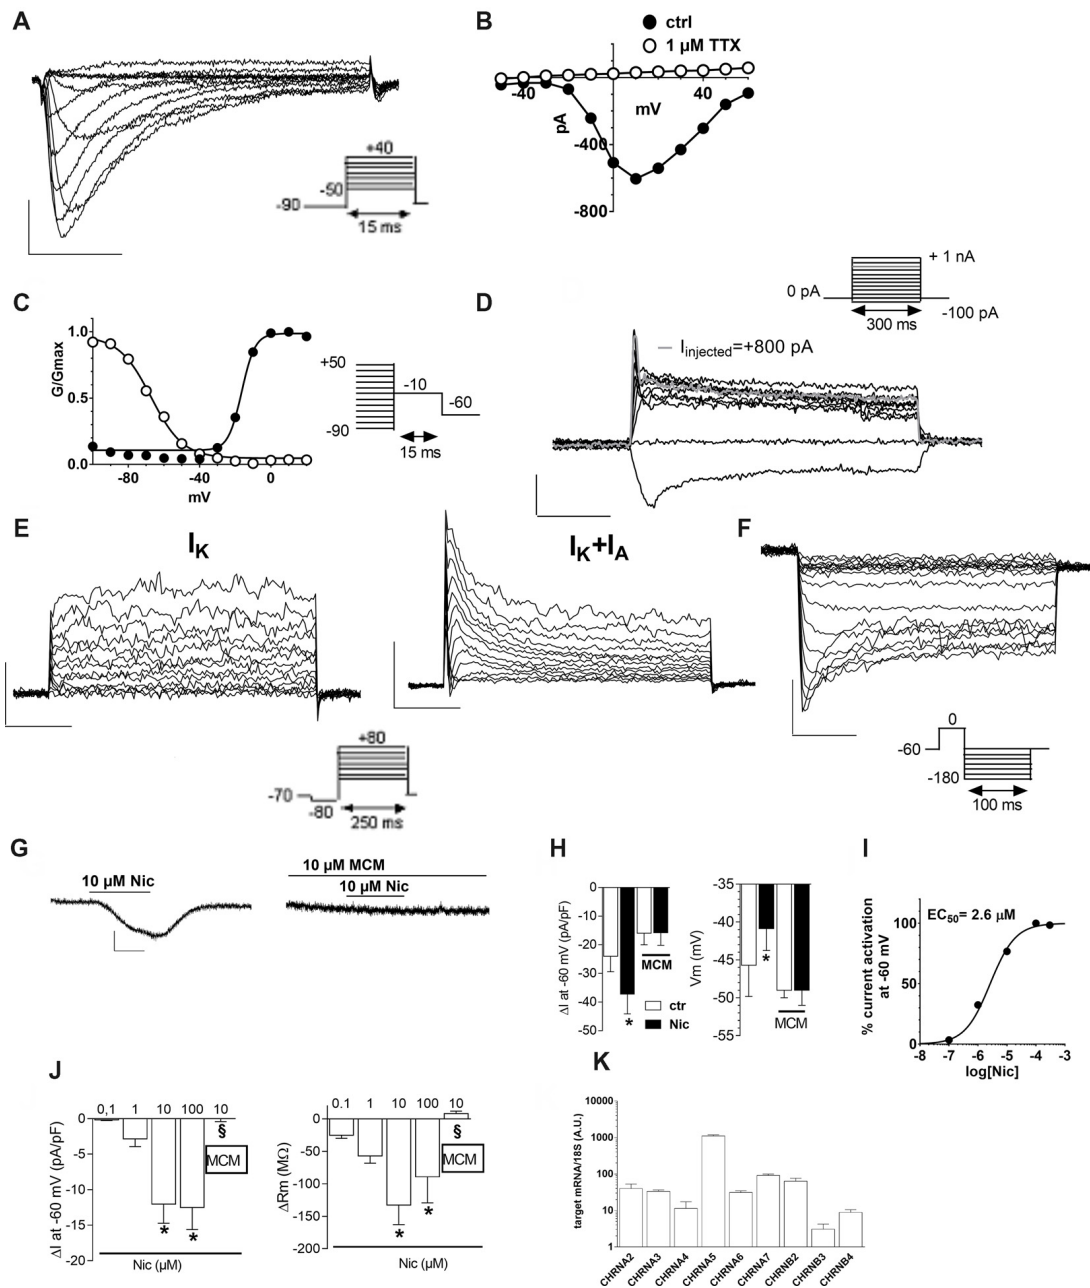 A
+40
-50
-90
15 ms
B
ctrl
1 µM TTX
-40
40
mV
pA
-400
-800
C
1.0
0.5
0.0
G/Gmax
-80
-40
0
mV
+50
-10
-60
-90
15 ms
D
+ 1 nA
0 pA
-100 pA
300 ms
Iinjected=+800 pA
E
IK
IK+IA
+80
-70
-80
250 ms
F
0
-60
-180
100 ms
G
10 µM Nic
10 µM MCM
10 µM Nic
H
0
-10
-20
-30
-40
-50
ΔI at -60 mV (pA/pF)
MCM
*
ctr
Nic
-35
-40
-45
-50
-55
Vm (mV)
*
MCM
I
EC50= 2.6 µM
100
50
0
% current activation
at -60 mV
-8
-7
-6
-5
-4
-3
log[Nic]
J
0,1
1
10
100
10
0
-5
-10
-15
-20
ΔI at -60 mV (pA/pF)
§
MCM
*
*
Nic (µM)
0.1
1
10
100
10
0
-50
-100
-150
-200
ΔRm (MΩ)
§
MCM
*
*
Nic (µM)
K
10000
1000
100
10
1
target mRNA/18S (A.U.)
CHRNA2
CHRNA3
CHRNA4
CHRNA5
CHRNA6
CHRNA7
CHRNB2
CHRNB3
CHRNB4